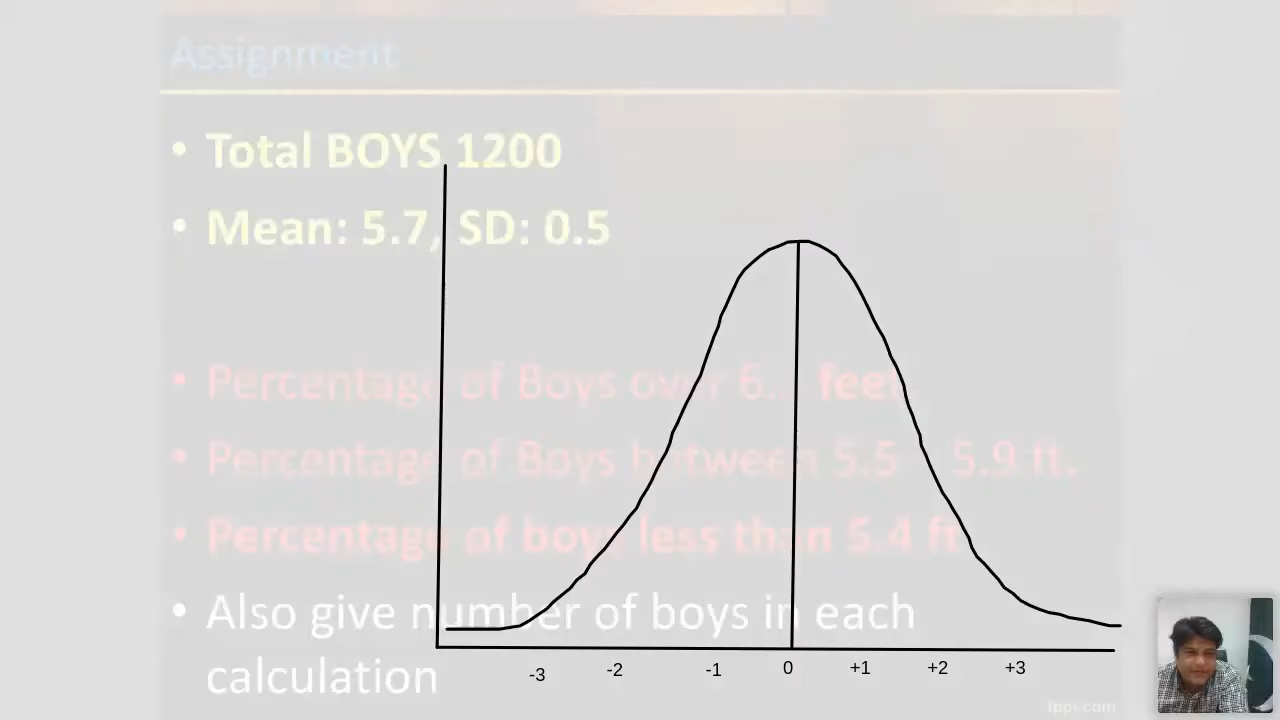 Assignment
• Total BOYS 1200
• Mean: 5.7, SD: 0.5
• Percentage of Boys over 6. feet.
• Percentage of Boys between 5.5 5.9 ft.
• Percentage of boys less than 5.4 ft
• Also give number of boys in each
calculation
-3 -2 -1 0 +1 +2 +3
fppt.com